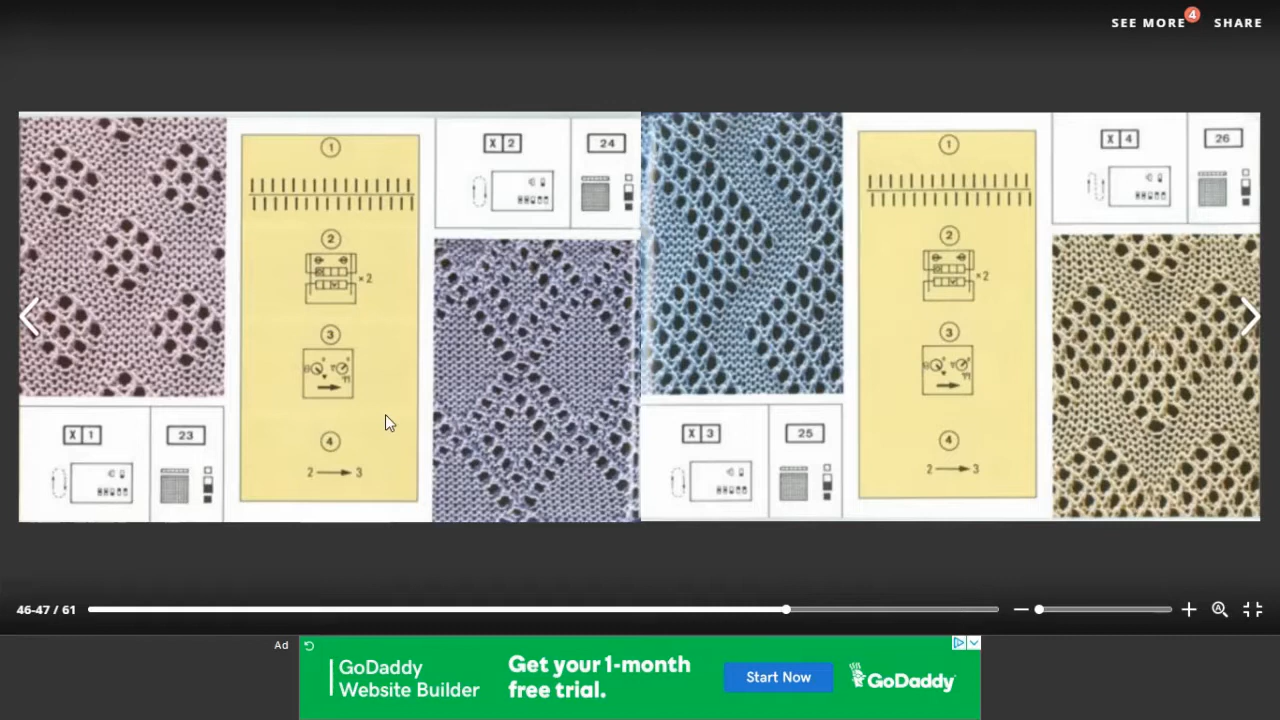 SEE MORE 4 SHARE
1
2
×2
3
4
2 → 3
X 1
23
X 2
24
1
2
×2
3
4
2 → 3
X 3
25
X 4
26
46-47 / 61
Ad
GoDaddy
Website Builder
Get your 1-month
free trial.
Start Now
GoDaddy